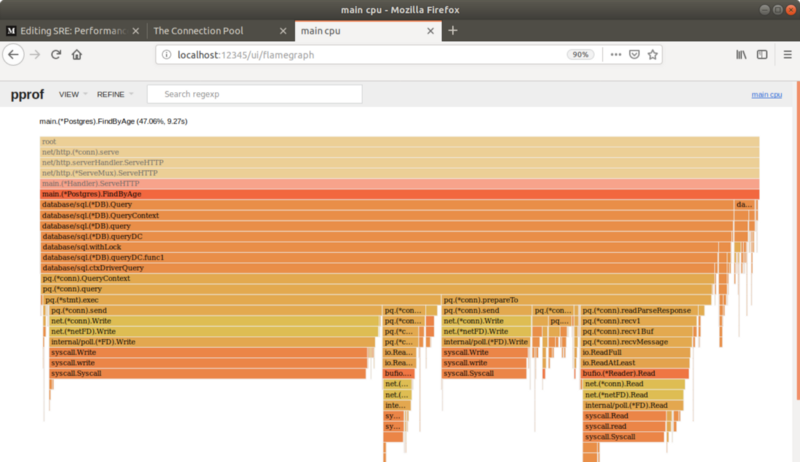 main cpu - Mozilla Firefox
Editing SRE: Performan
The Connection Pool
main cpu
localhost:12345/ui/flamegraph
90%
pprof VIEW REFINE Search regexp main cpu
main.(*Postgres).FindByAge (47.06%, 9.27s)
root
net/http.(*conn).serve
net/http.serverHandler.ServeHTTP
net/http.(*ServeMux).ServeHTTP
main.(*Handler).ServeHTTP
main.(*Postgres).FindByAge
database/sql.(*DB).Query da...
database/sql.(*DB).QueryContext
database/sql.(*DB).query
database/sql.(*DB).queryDC
database/sql.withLock
database/sql.(*DB).queryDC.func1
database/sql.ctxDriverQuery
pq.(*conn).QueryContext
pq.(*conn).query
pq.(*stmt).exec pq.(*conn).prepareTo
pq.(*conn).send pq.(*con... pq.(*conn).send pq.(*con... pq.(*conn).readParseResponse
net.(*conn).Write pq.(*con... net.(*conn).Write pq.... pq.(*conn).recv1
net.(*netFD).Write pq.(*c... net.(*netFD).Write pq.(*conn).recv1Buf
internal/poll.(*FD).Write pq.(*c... internal/poll.(*FD).Write pq.(*conn).recvMessage
syscall.Write io.Rea... syscall.Write io.ReadFull
syscall.write io.Rea... syscall.write io.ReadAtLeast
syscall.Syscall bufio.... syscall.Syscall bufio.(*Reader).Read
net.(... net.(*conn).Read
net.(... net.(*netFD).Read
inte... internal/poll.(*FD).Read
sy... syscall.Read
sy... syscall.read
syscall.Syscall